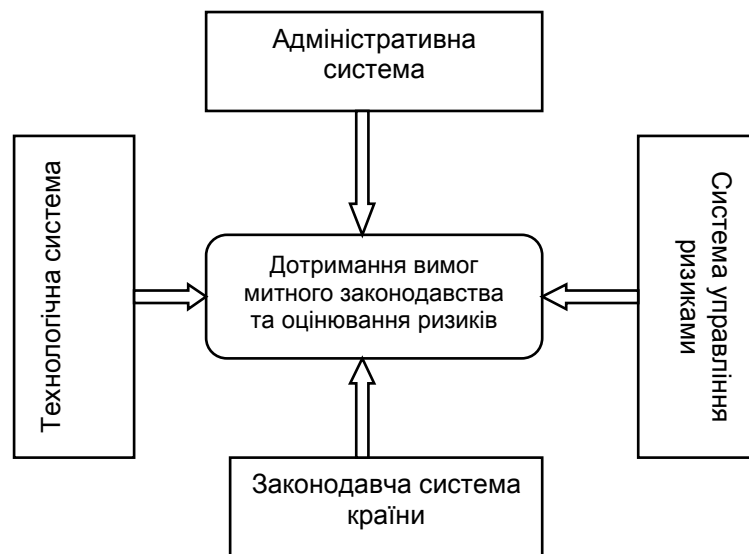 Адміністративна
система
Технологічна система
Дотримання вимог
митного законодавства
та оцінювання ризиків
Система управління
ризиками
Законодавча система
країни